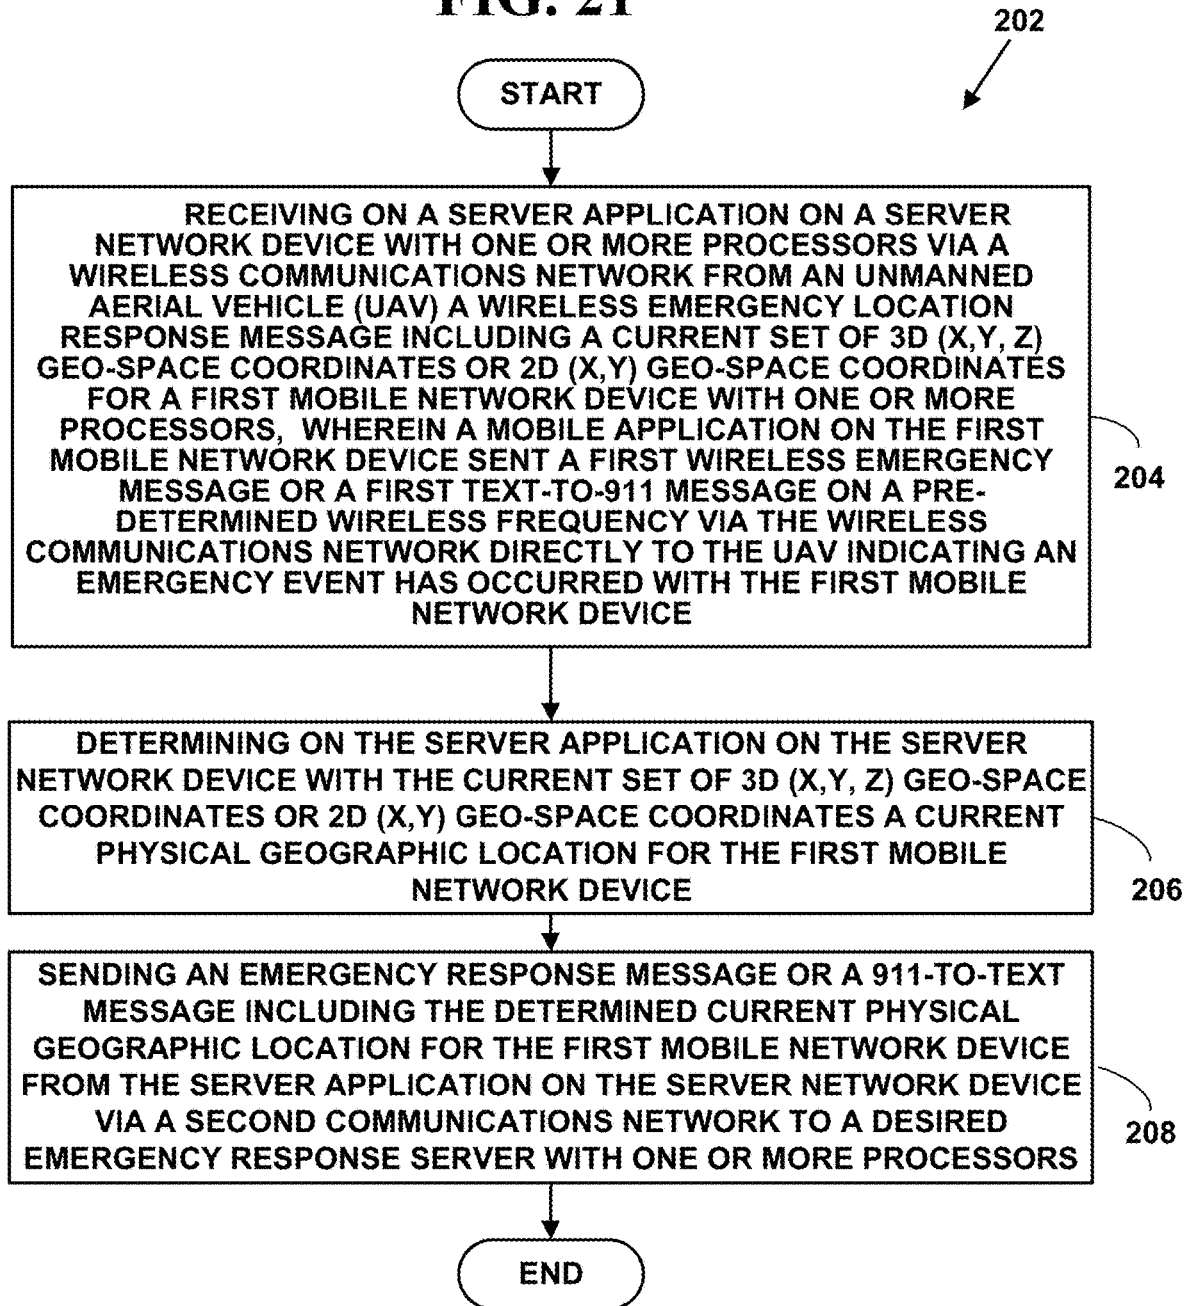 FIG. 21
202
START
RECEIVING ON A SERVER APPLICATION ON A SERVER
NETWORK DEVICE WITH ONE OR MORE PROCESSORS VIA A
WIRELESS COMMUNICATIONS NETWORK FROM AN UNMANNED
AERIAL VEHICLE (UAV) A WIRELESS EMERGENCY LOCATION
RESPONSE MESSAGE INCLUDING A CURRENT SET OF 3D (X,Y, Z)
GEO-SPACE COORDINATES OR 2D (X,Y) GEO-SPACE COORDINATES
FOR A FIRST MOBILE NETWORK DEVICE WITH ONE OR MORE
PROCESSORS, WHEREIN A MOBILE APPLICATION ON THE FIRST
MOBILE NETWORK DEVICE SENT A FIRST WIRELESS EMERGENCY
MESSAGE OR A FIRST TEXT-TO-911 MESSAGE ON A PRE-
DETERMINED WIRELESS FREQUENCY VIA THE WIRELESS
COMMUNICATIONS NETWORK DIRECTLY TO THE UAV INDICATING AN
EMERGENCY EVENT HAS OCCURRED WITH THE FIRST MOBILE
NETWORK DEVICE
204
DETERMINING ON THE SERVER APPLICATION ON THE SERVER
NETWORK DEVICE WITH THE CURRENT SET OF 3D (X,Y, Z) GEO-SPACE
COORDINATES OR 2D (X,Y) GEO-SPACE COORDINATES A CURRENT
PHYSICAL GEOGRAPHIC LOCATION FOR THE FIRST MOBILE
NETWORK DEVICE
206
SENDING AN EMERGENCY RESPONSE MESSAGE OR A 911-TO-TEXT
MESSAGE INCLUDING THE DETERMINED CURRENT PHYSICAL
GEOGRAPHIC LOCATION FOR THE FIRST MOBILE NETWORK DEVICE
FROM THE SERVER APPLICATION ON THE SERVER NETWORK DEVICE
VIA A SECOND COMMUNICATIONS NETWORK TO A DESIRED
EMERGENCY RESPONSE SERVER WITH ONE OR MORE PROCESSORS
208
END